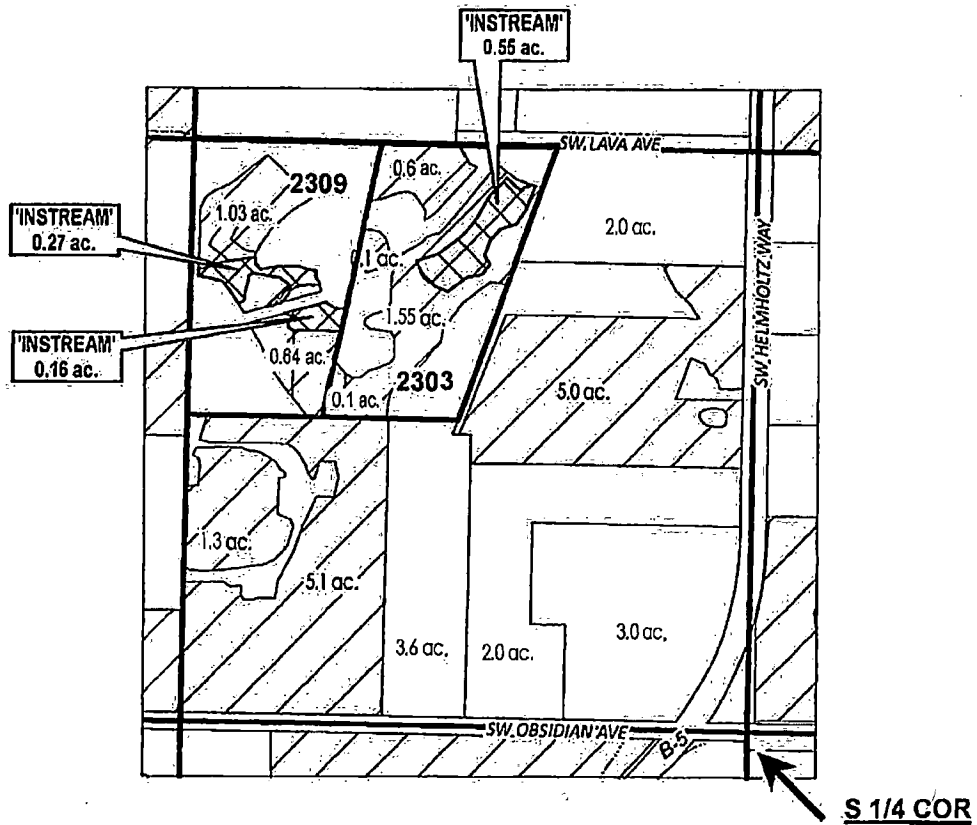 'INSTREAM'
0.55 ac.
SW LAVA AVE
0.6 ac.
2309
1.03 ac.
'INSTREAM'
0.27 ac.
2.0 ac.
0.1 ac.
SW HELMHOLTZ WAY
1.55 ac.
'INSTREAM'
0.16 ac.
0.64 ac.
2303
5.0 ac.
0.1 ac.
1.3 ac.
5.1 ac.
3.6 ac.
2.0 ac.
3.0 ac.
SW OBSIDIAN AVE
B-5
S 1/4 COR